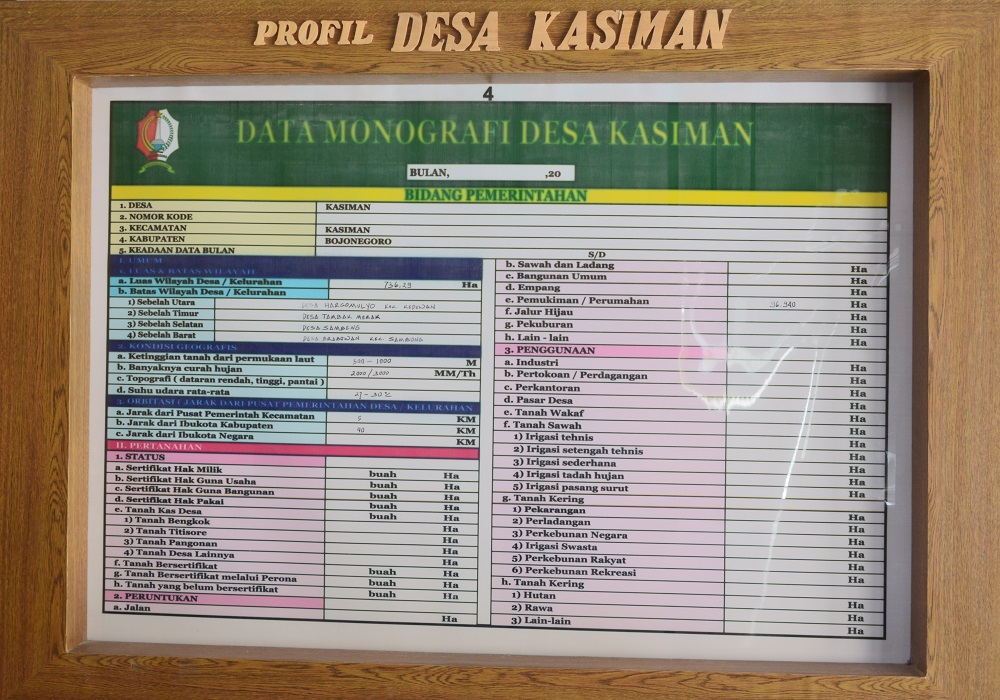 PROFIL DESA KASIMAN
4
DATA MONOGRAFI DESA KASIMAN
BULAN, ,20
BIDANG PEMERINTAHAN
1. DESA KASIMAN
2. NOMOR KODE
3. KECAMATAN KASIMAN
4. KABUPATEN BOJONEGORO
5. KEADAAN DATA BULAN S/D
I. UMUM
1. LUAS & BATAS WILAYAH
a. Luas Wilayah Desa / Kelurahan 736.29 Ha
b. Batas Wilayah Desa / Kelurahan
1) Sebelah Utara DESA HARGOMULYO KEC. KEDEWAN
2) Sebelah Timur DESA TAMBAK MERAK
3) Sebelah Selatan DESA SAMBENG
4) Sebelah Barat DESA KEC.
2. KONDISI GEOGRAFIS
a. Ketinggian tanah dari permukaan laut 500 - 1000 M
b. Banyaknya curah hujan 2000 / 3000 MM/Th
c. Topografi ( dataran rendah, tinggi, pantai )
d. Suhu udara rata-rata 27 - 30°C
3. ORBITASI ( JARAK DARI PUSAT PEMERINTAHAN DESA / KELURAHAN
a. Jarak dari Pusat Pemerintah Kecamatan 5 KM
b. Jarak dari Ibukota Kabupaten 40 KM
c. Jarak dari Ibukota Negara KM
II. PERTANAHAN
1. STATUS
a. Sertifikat Hak Milik buah Ha
b. Sertifikat Hak Guna Usaha buah Ha
c. Sertifikat Hak Guna Bangunan buah Ha
d. Sertifikat Hak Pakai buah Ha
e. Tanah Kas Desa buah Ha
1) Tanah Bengkok Ha
2) Tanah Titisore Ha
3) Tanah Pangonan Ha
4) Tanah Desa Lainnya Ha
f. Tanah Bersertifikat buah Ha
g. Tanah Bersertifikat melalui Perona buah Ha
h. Tanah yang belum bersertifikat buah Ha
2. PERUNTUKAN
a. Jalan Ha
b. Sawah dan Ladang Ha
c. Bangunan Umum Ha
d. Empang Ha
e. Pemukiman / Perumahan 96.940 Ha
f. Jalur Hijau Ha
g. Pekuburan Ha
h. Lain - lain Ha
3. PENGGUNAAN
a. Industri Ha
b. Pertokoan / Perdagangan Ha
c. Perkantoran Ha
d. Pasar Desa Ha
e. Tanah Wakaf Ha
f. Tanah Sawah Ha
1) Irigasi tehnis Ha
2) Irigasi setengah tehnis Ha
3) Irigasi sederhana Ha
4) Irigasi tadah hujan Ha
5) Irigasi pasang surut Ha
g. Tanah Kering
1) Pekarangan Ha
2) Perladangan Ha
3) Perkebunan Negara Ha
4) Irigasi Swasta Ha
5) Perkebunan Rakyat Ha
6) Perkebunan Rekreasi Ha
h. Tanah Kering
1) Hutan Ha
2) Rawa Ha
3) Lain-lain Ha